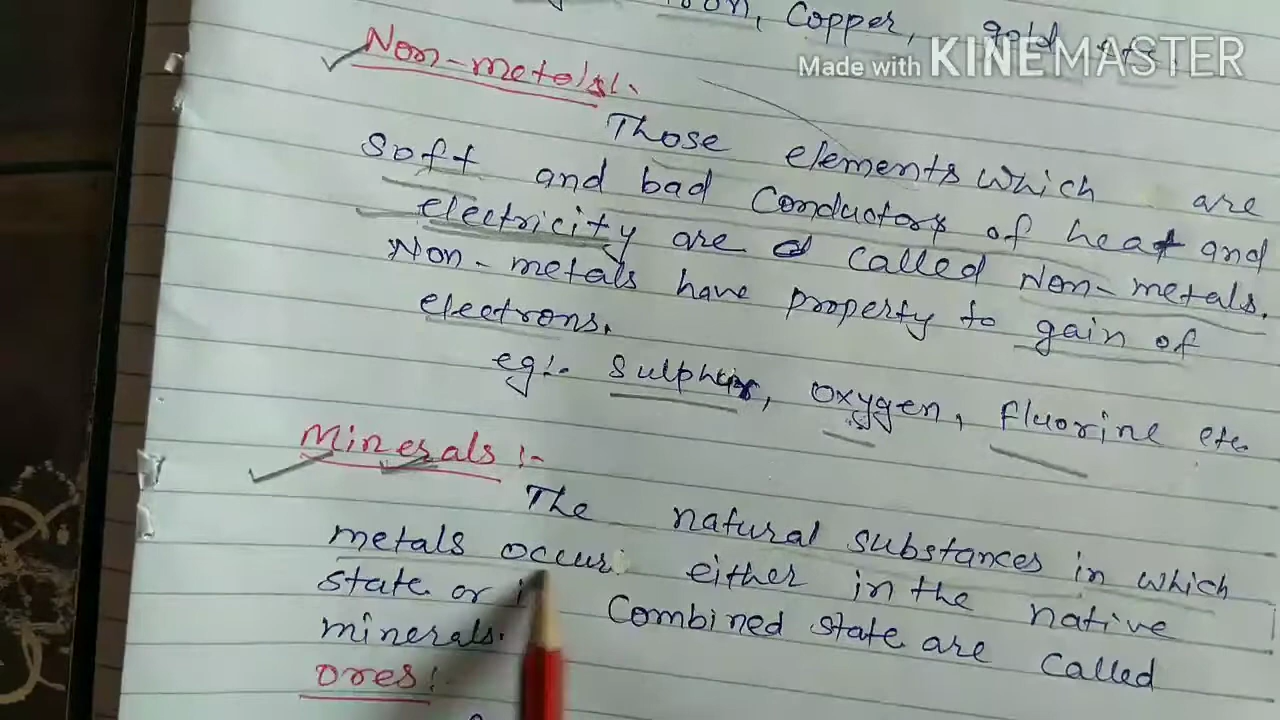 Copper, gold etc.
Made with KINEMASTER
Non-metals:-
Those elements which are
soft and bad conductors of heat and
electricity are called Non-metals.
Non-metals have property to gain of
electrons.
eg:- Sulphur, oxygen, fluorine etc
Minerals:-
The natural substances in which
metals occur either in the native
state or Combined state are called
minerals.
ores:-